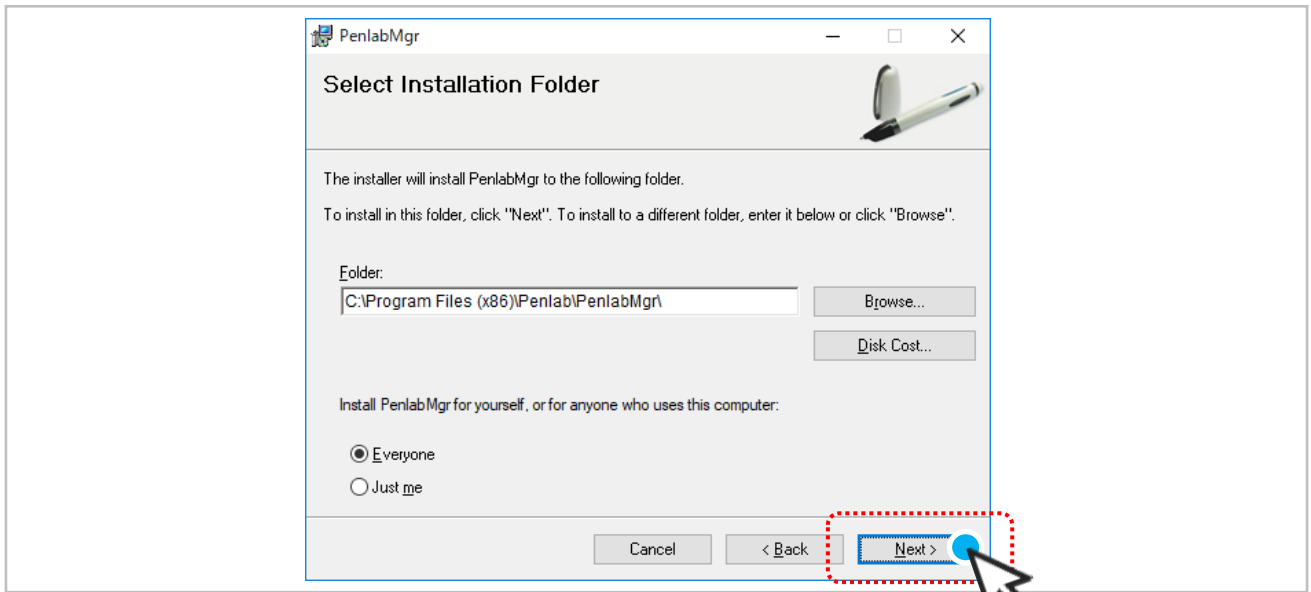 PenlabMgr
Select Installation Folder
The installer will install PenlabMgr to the following folder.
To install in this folder, click "Next". To install to a different folder, enter it below or click "Browse".
Folder:
C:\Program Files (x86)\Penlab\PenlabMgr\
Browse...
Disk Cost...
Install PenlabMgr for yourself, or for anyone who uses this computer:
Everyone
Just me
Cancel
< Back
Next >